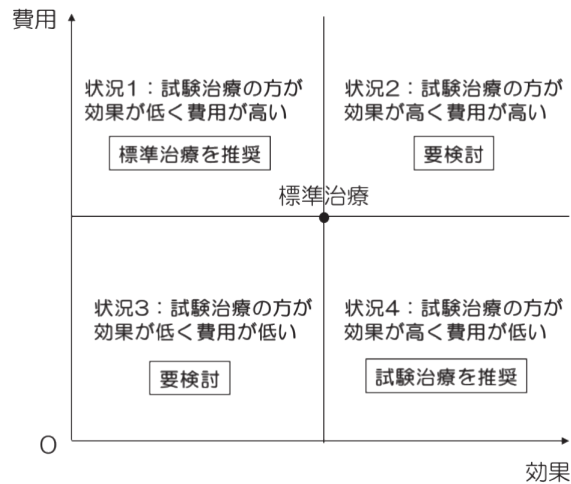 費用
状況1：試験治療の方が
効果が低く費用が高い
標準治療を推奨
状況2：試験治療の方が
効果が高く費用が高い
要検討
標準治療
状況3：試験治療の方が
効果が低く費用が低い
要検討
状況4：試験治療の方が
効果が高く費用が低い
試験治療を推奨
O
効果